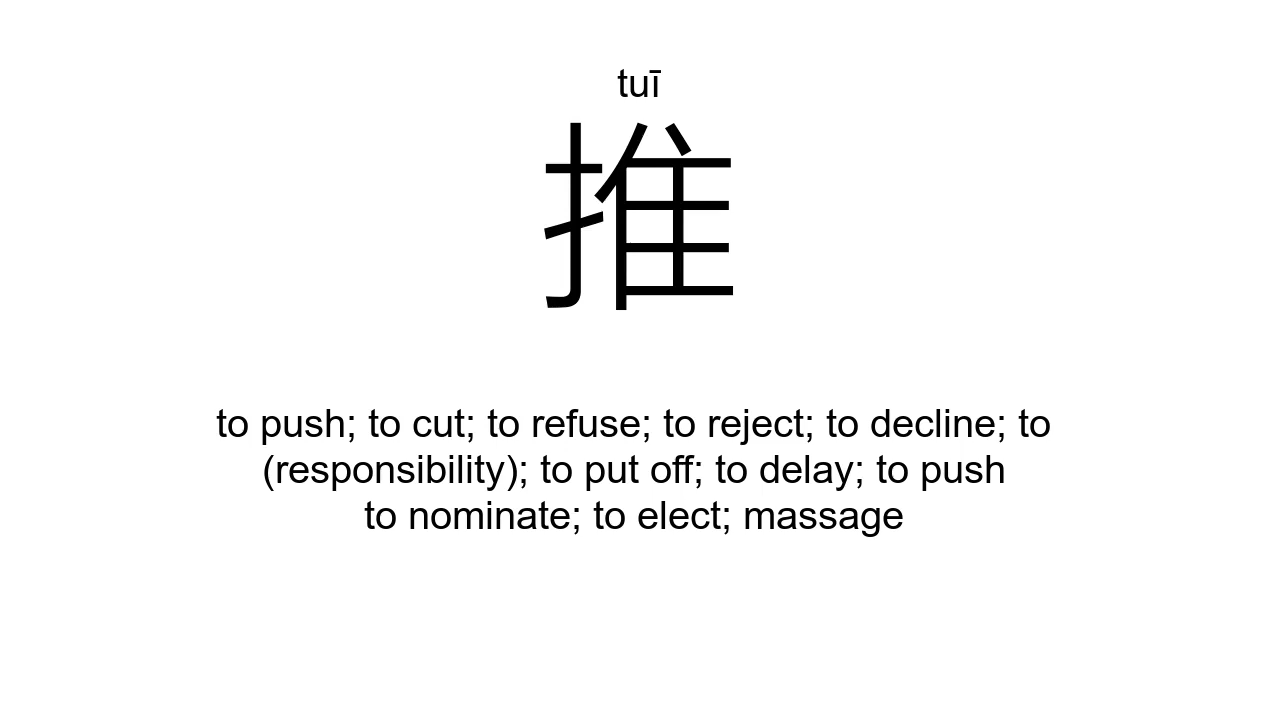 tuī
推
to push; to cut; to refuse; to reject; to decline; to
(responsibility); to put off; to delay; to push
to nominate; to elect; massage